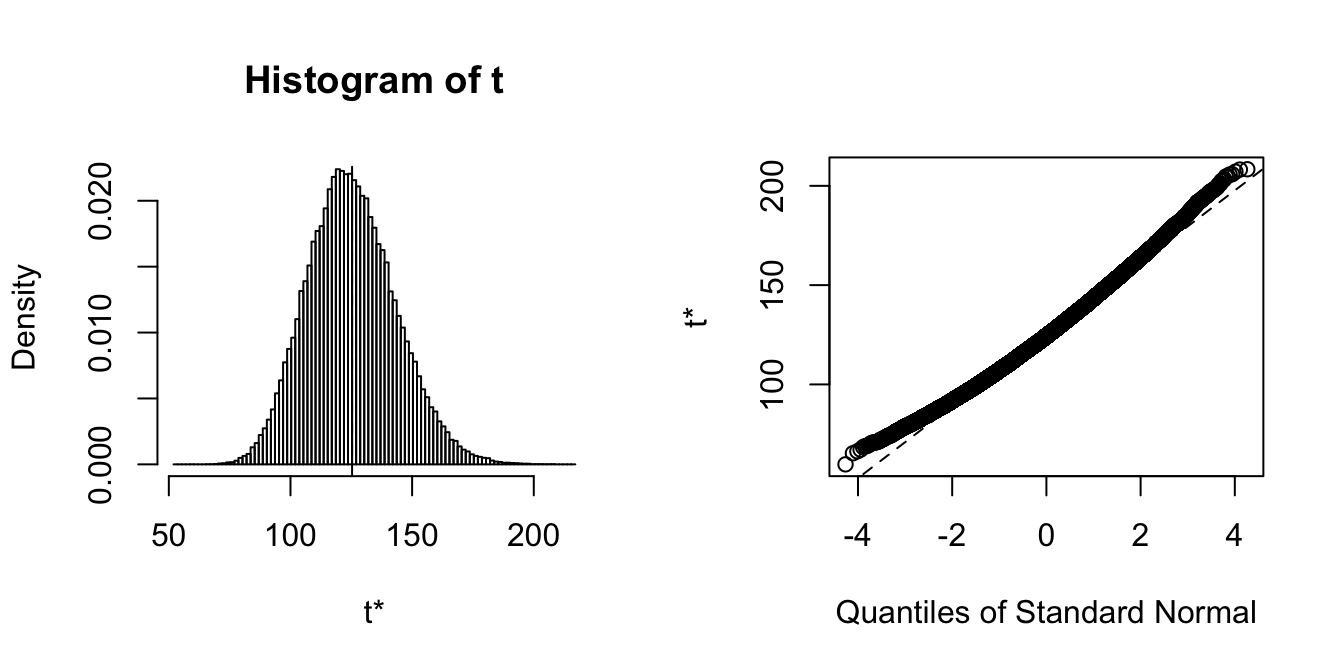 Histogram of t
Density
0.000 0.010 0.020
50 100 150 200
t*
t*
100 150 200
-4 -2 0 2 4
Quantiles of Standard Normal